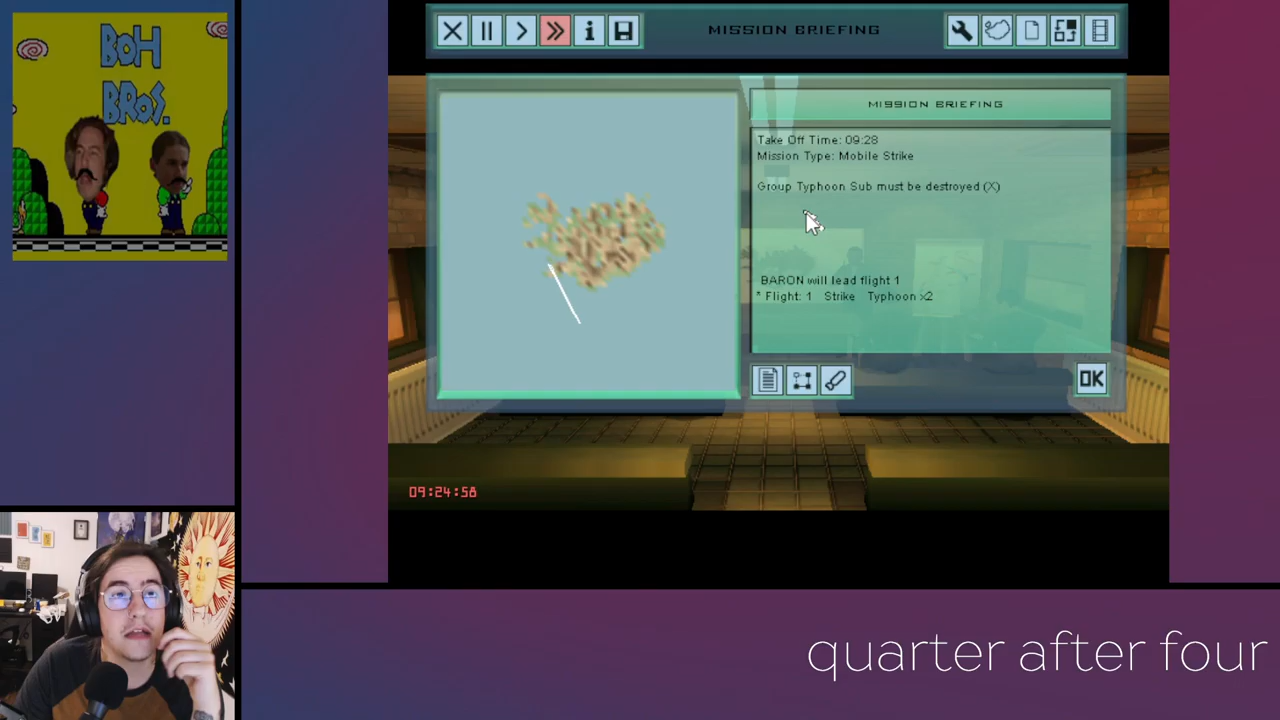 BOH
BROS.
MISSION BRIEFING
MISSION BRIEFING
Take Off Time: 09:28
Mission Type: Mobile Strike
Group Typhoon Sub must be destroyed (X)
BARON will lead flight 1
* Flight: 1 Strike Typhoon x2
OK
09:24:58
quarter after four